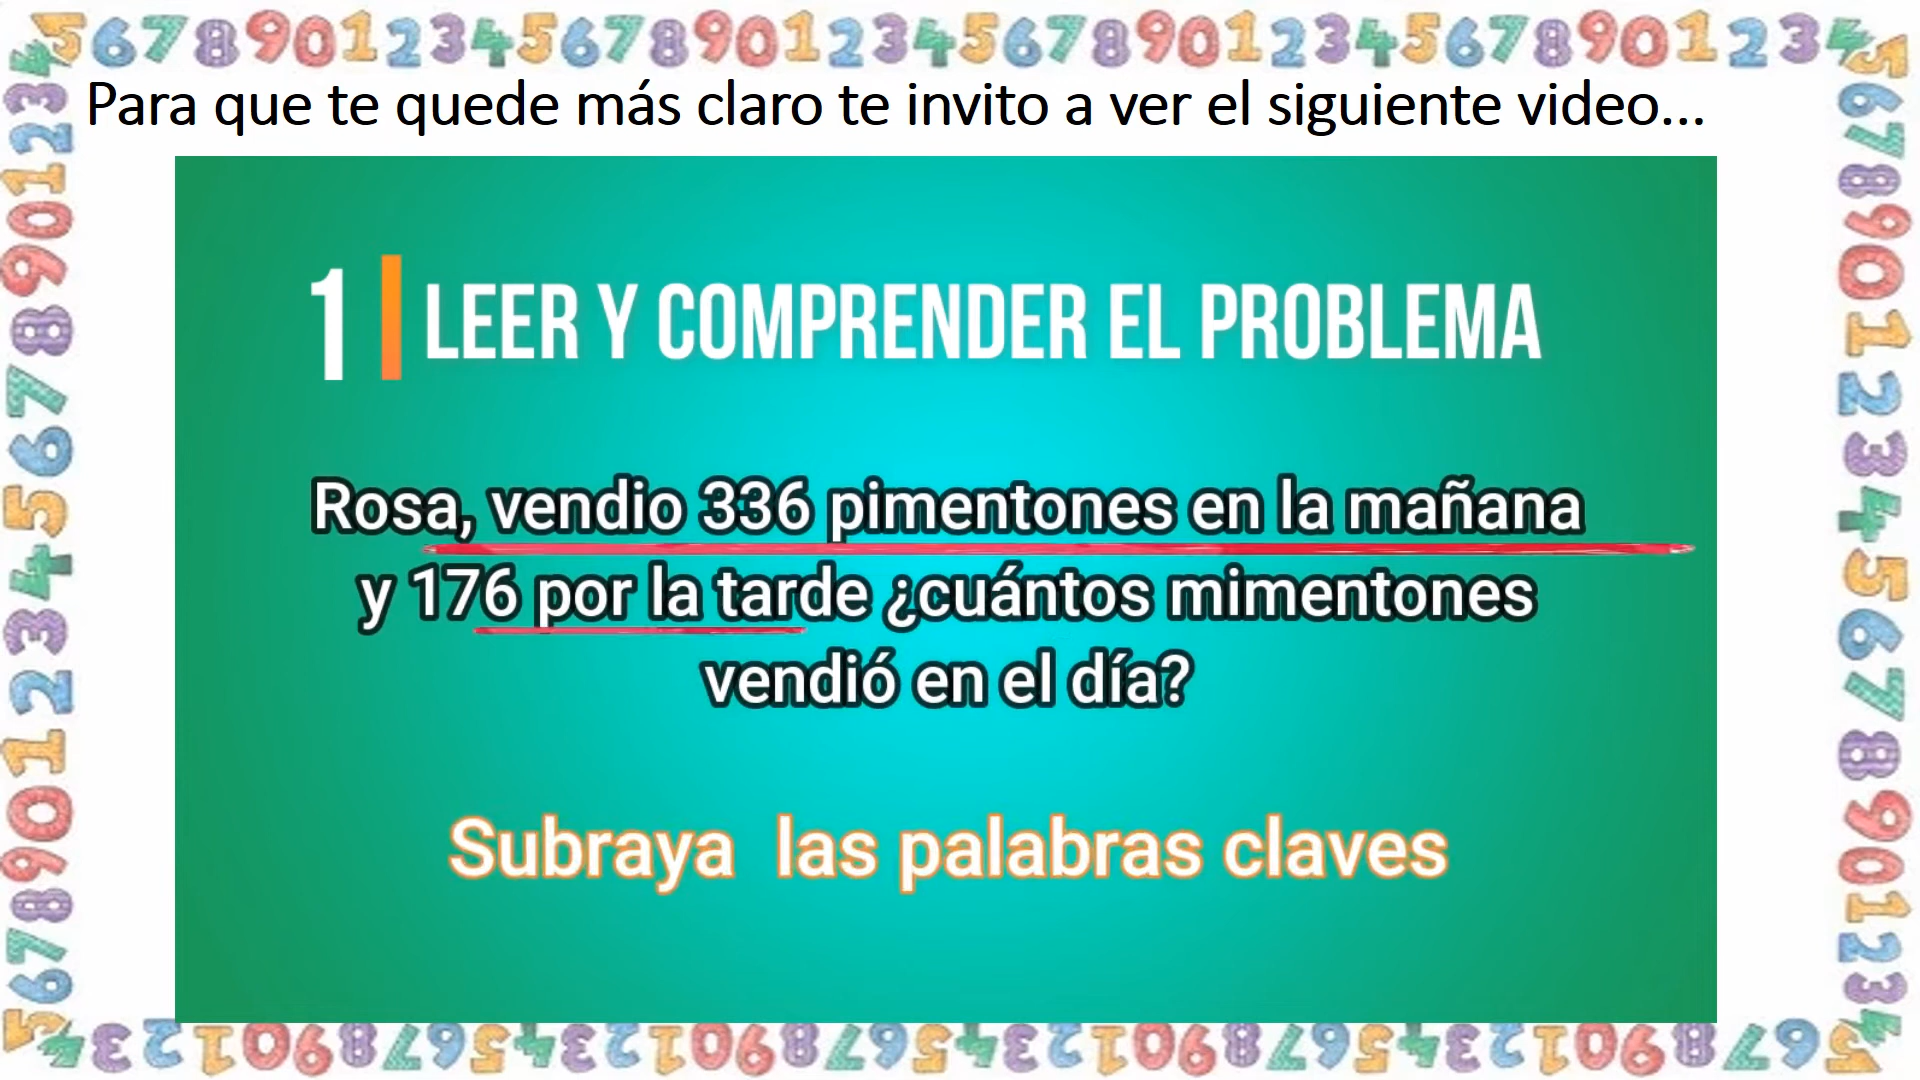 Para que te quede más claro te invito a ver el siguiente video...
1 LEER Y COMPRENDER EL PROBLEMA
Rosa, vendio 336 pimentones en la mañana
y 176 por la tarde ¿cuántos mimentones
vendió en el día?
Subraya las palabras claves